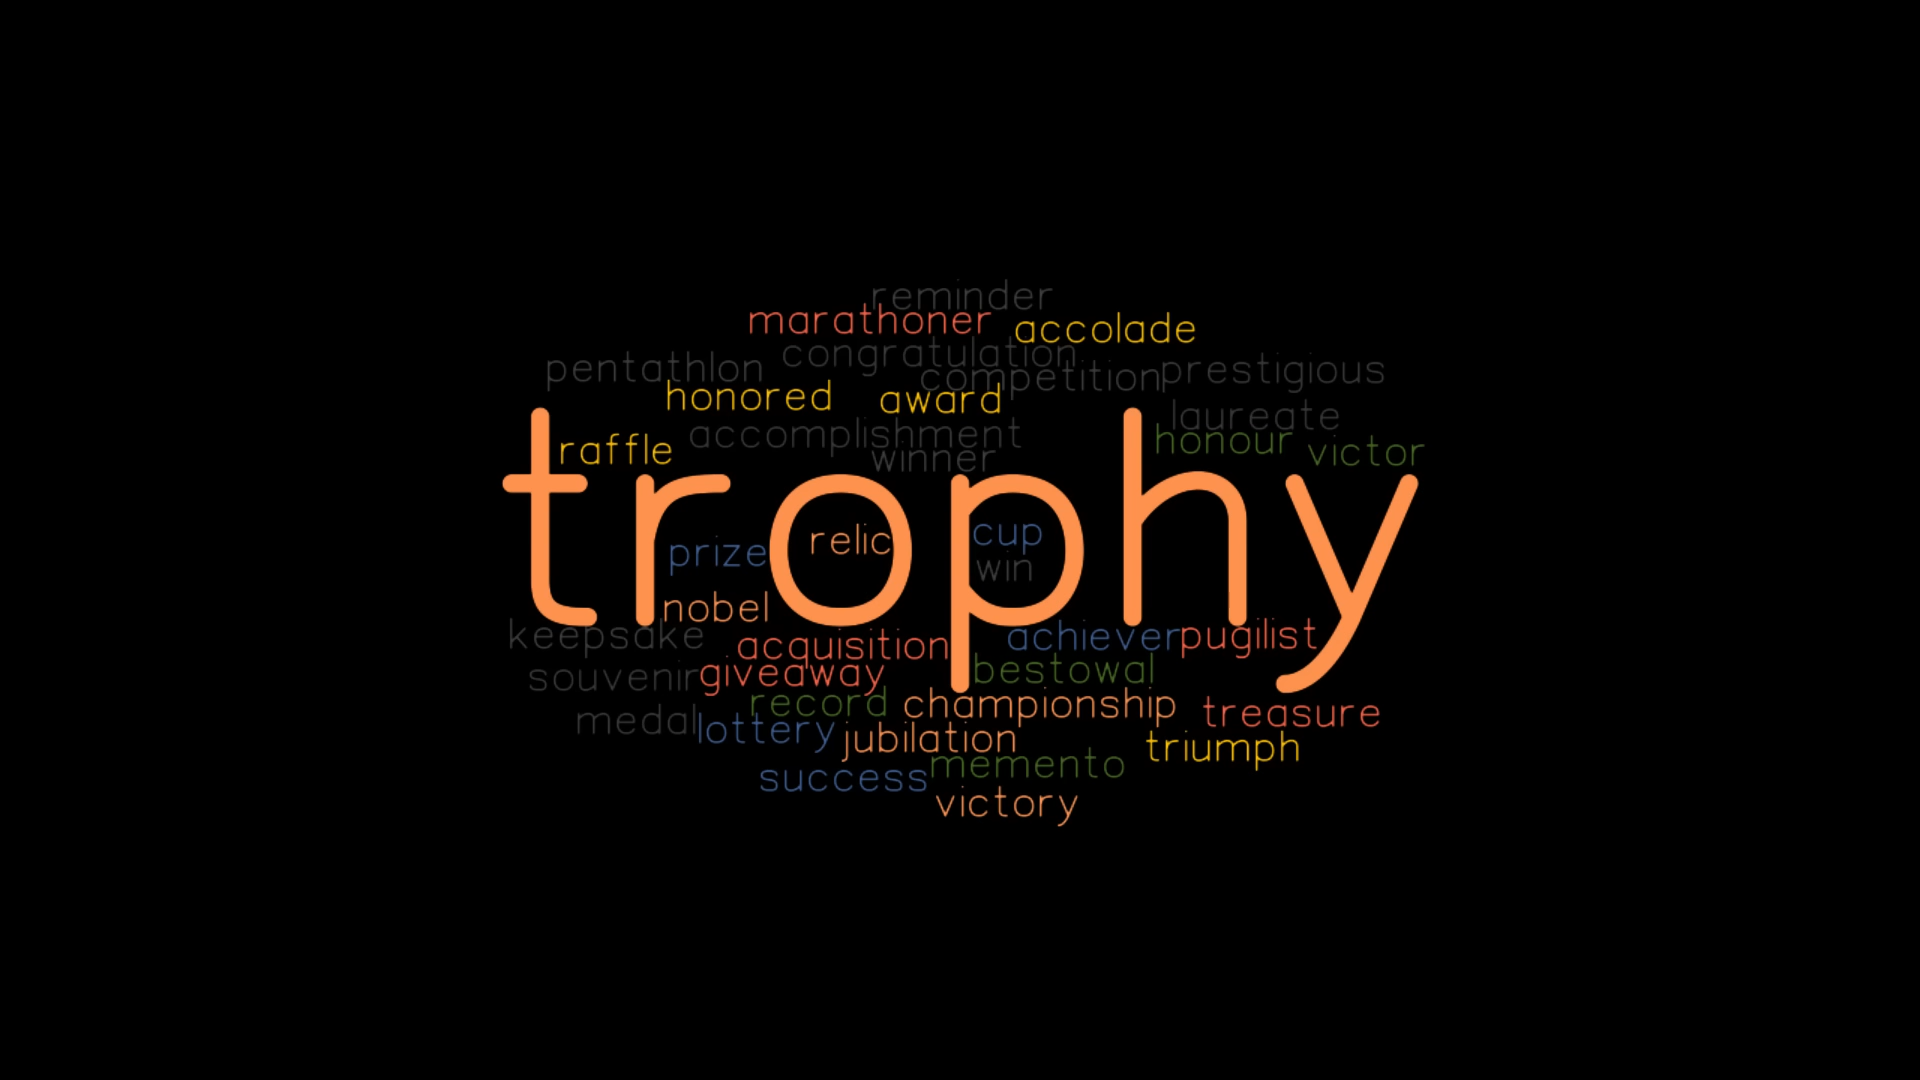 reminder
marathoner accolade
congratulation
pentathlon competition prestigious
honored award
laureate
accomplishment honour
raffle winner victor
trophy
prize relic cup
win
nobel
keepsake acquisition achiever pugilist
souvenir giveaway bestowal
record championship treasure
medal lottery jubilation triumph
success memento
victory